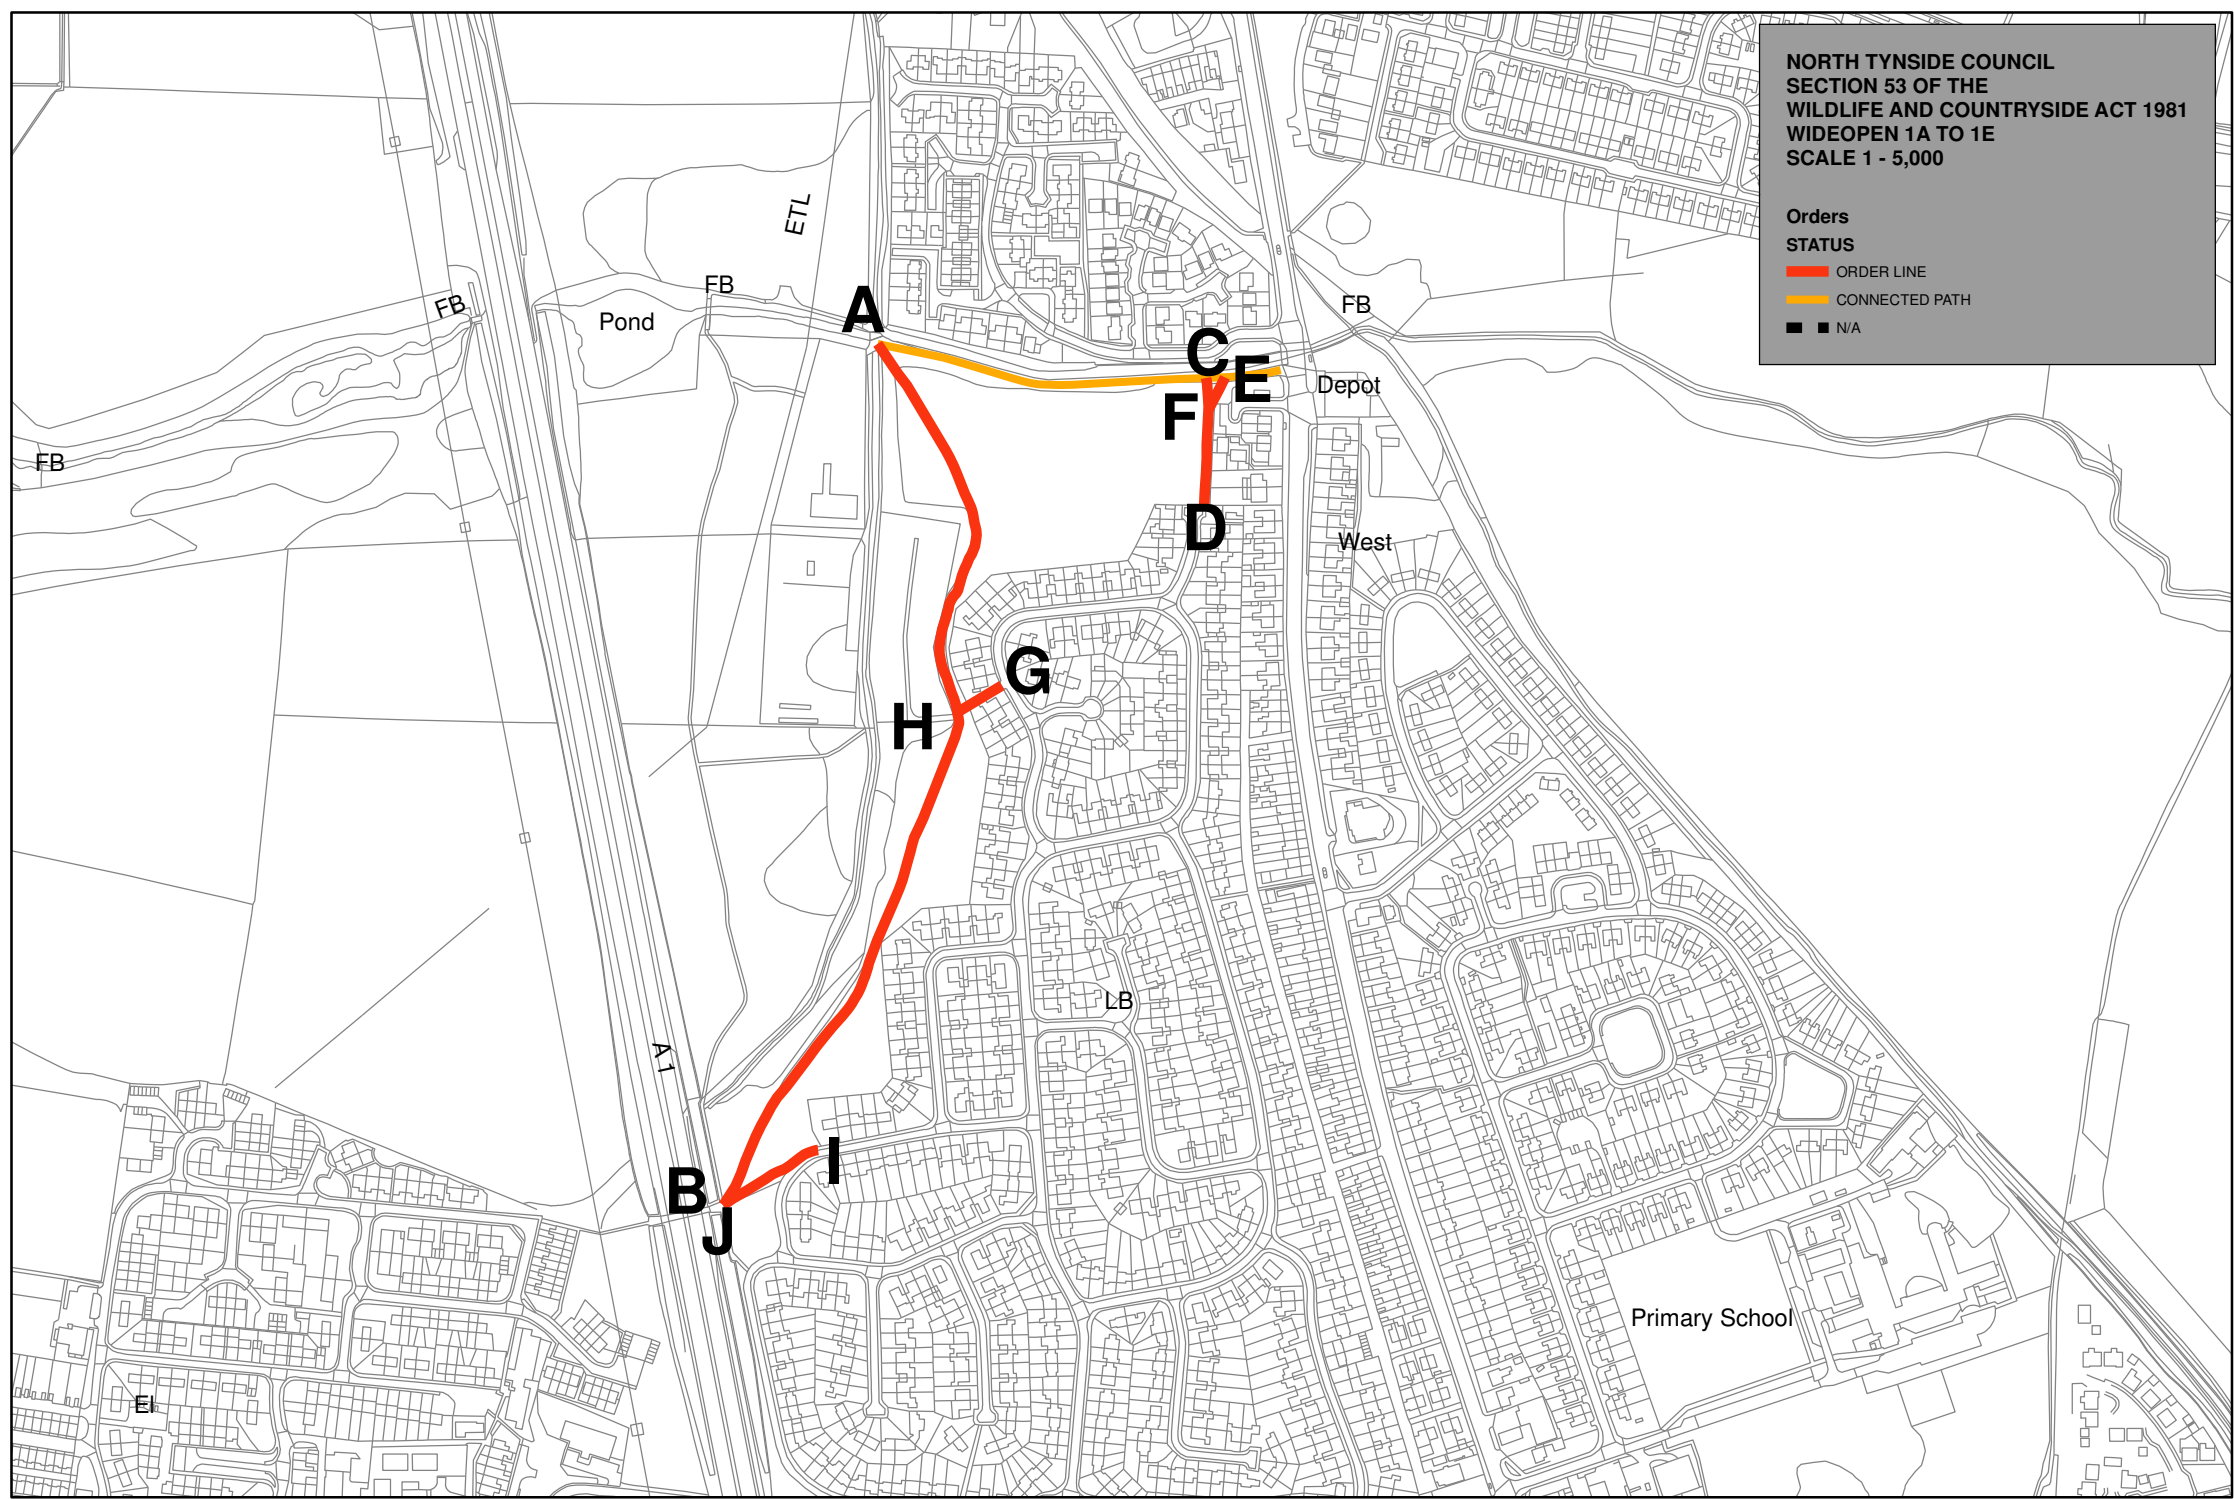 NORTH TYNSIDE COUNCIL
SECTION 53 OF THE
WILDLIFE AND COUNTRYSIDE ACT 1981
WIDEOPEN 1A TO 1E
SCALE 1 - 5,000
Orders
STATUS
ORDER LINE
CONNECTED PATH
N/A
ETL
FB
FB
Pond
A
FB
C
E
Depot
F
FB
D
West
G
H
LB
A1
I
B
J
Primary School
EI